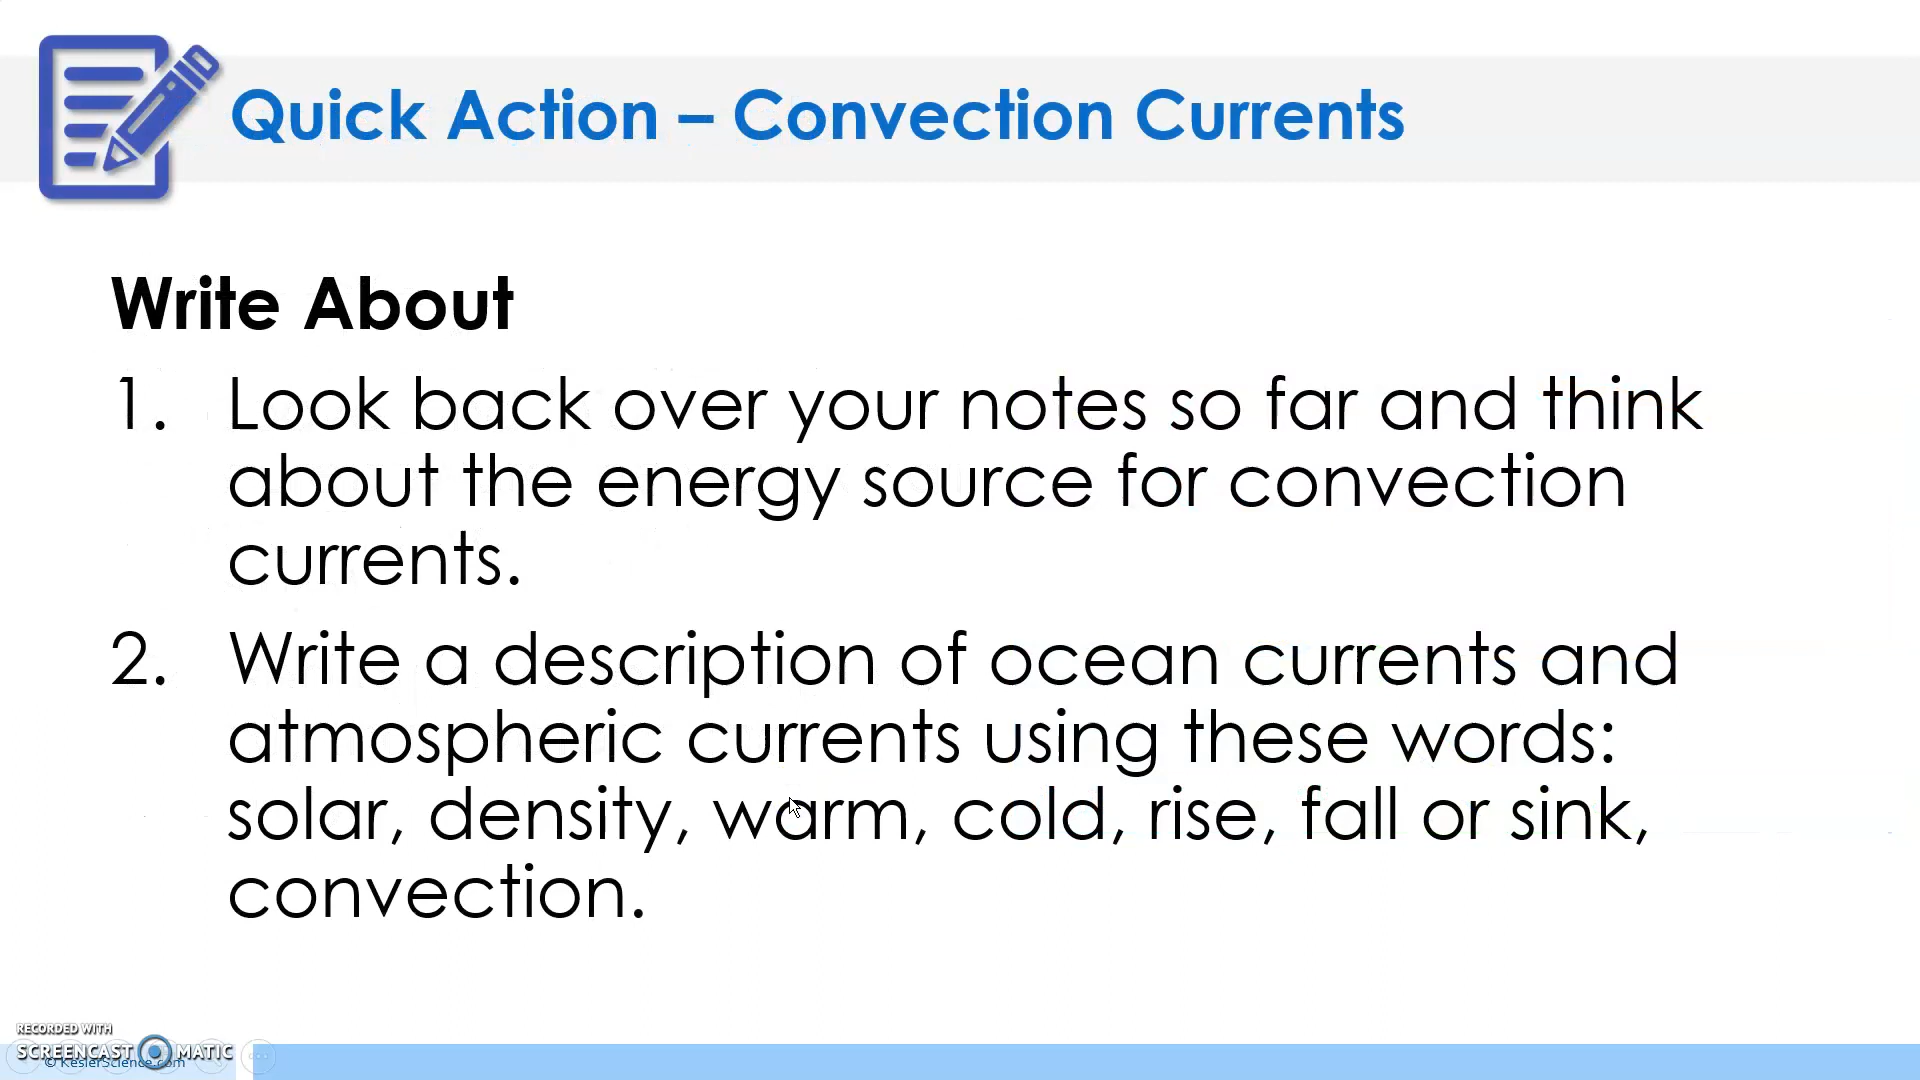 Quick Action – Convection Currents
Write About
1. Look back over your notes so far and think
about the energy source for convection
currents.
2. Write a description of ocean currents and
atmospheric currents using these words:
solar, density, warm, cold, rise, fall or sink,
convection.
RECORDED WITH
SCREENCAST MATIC
© KeslerScience.com